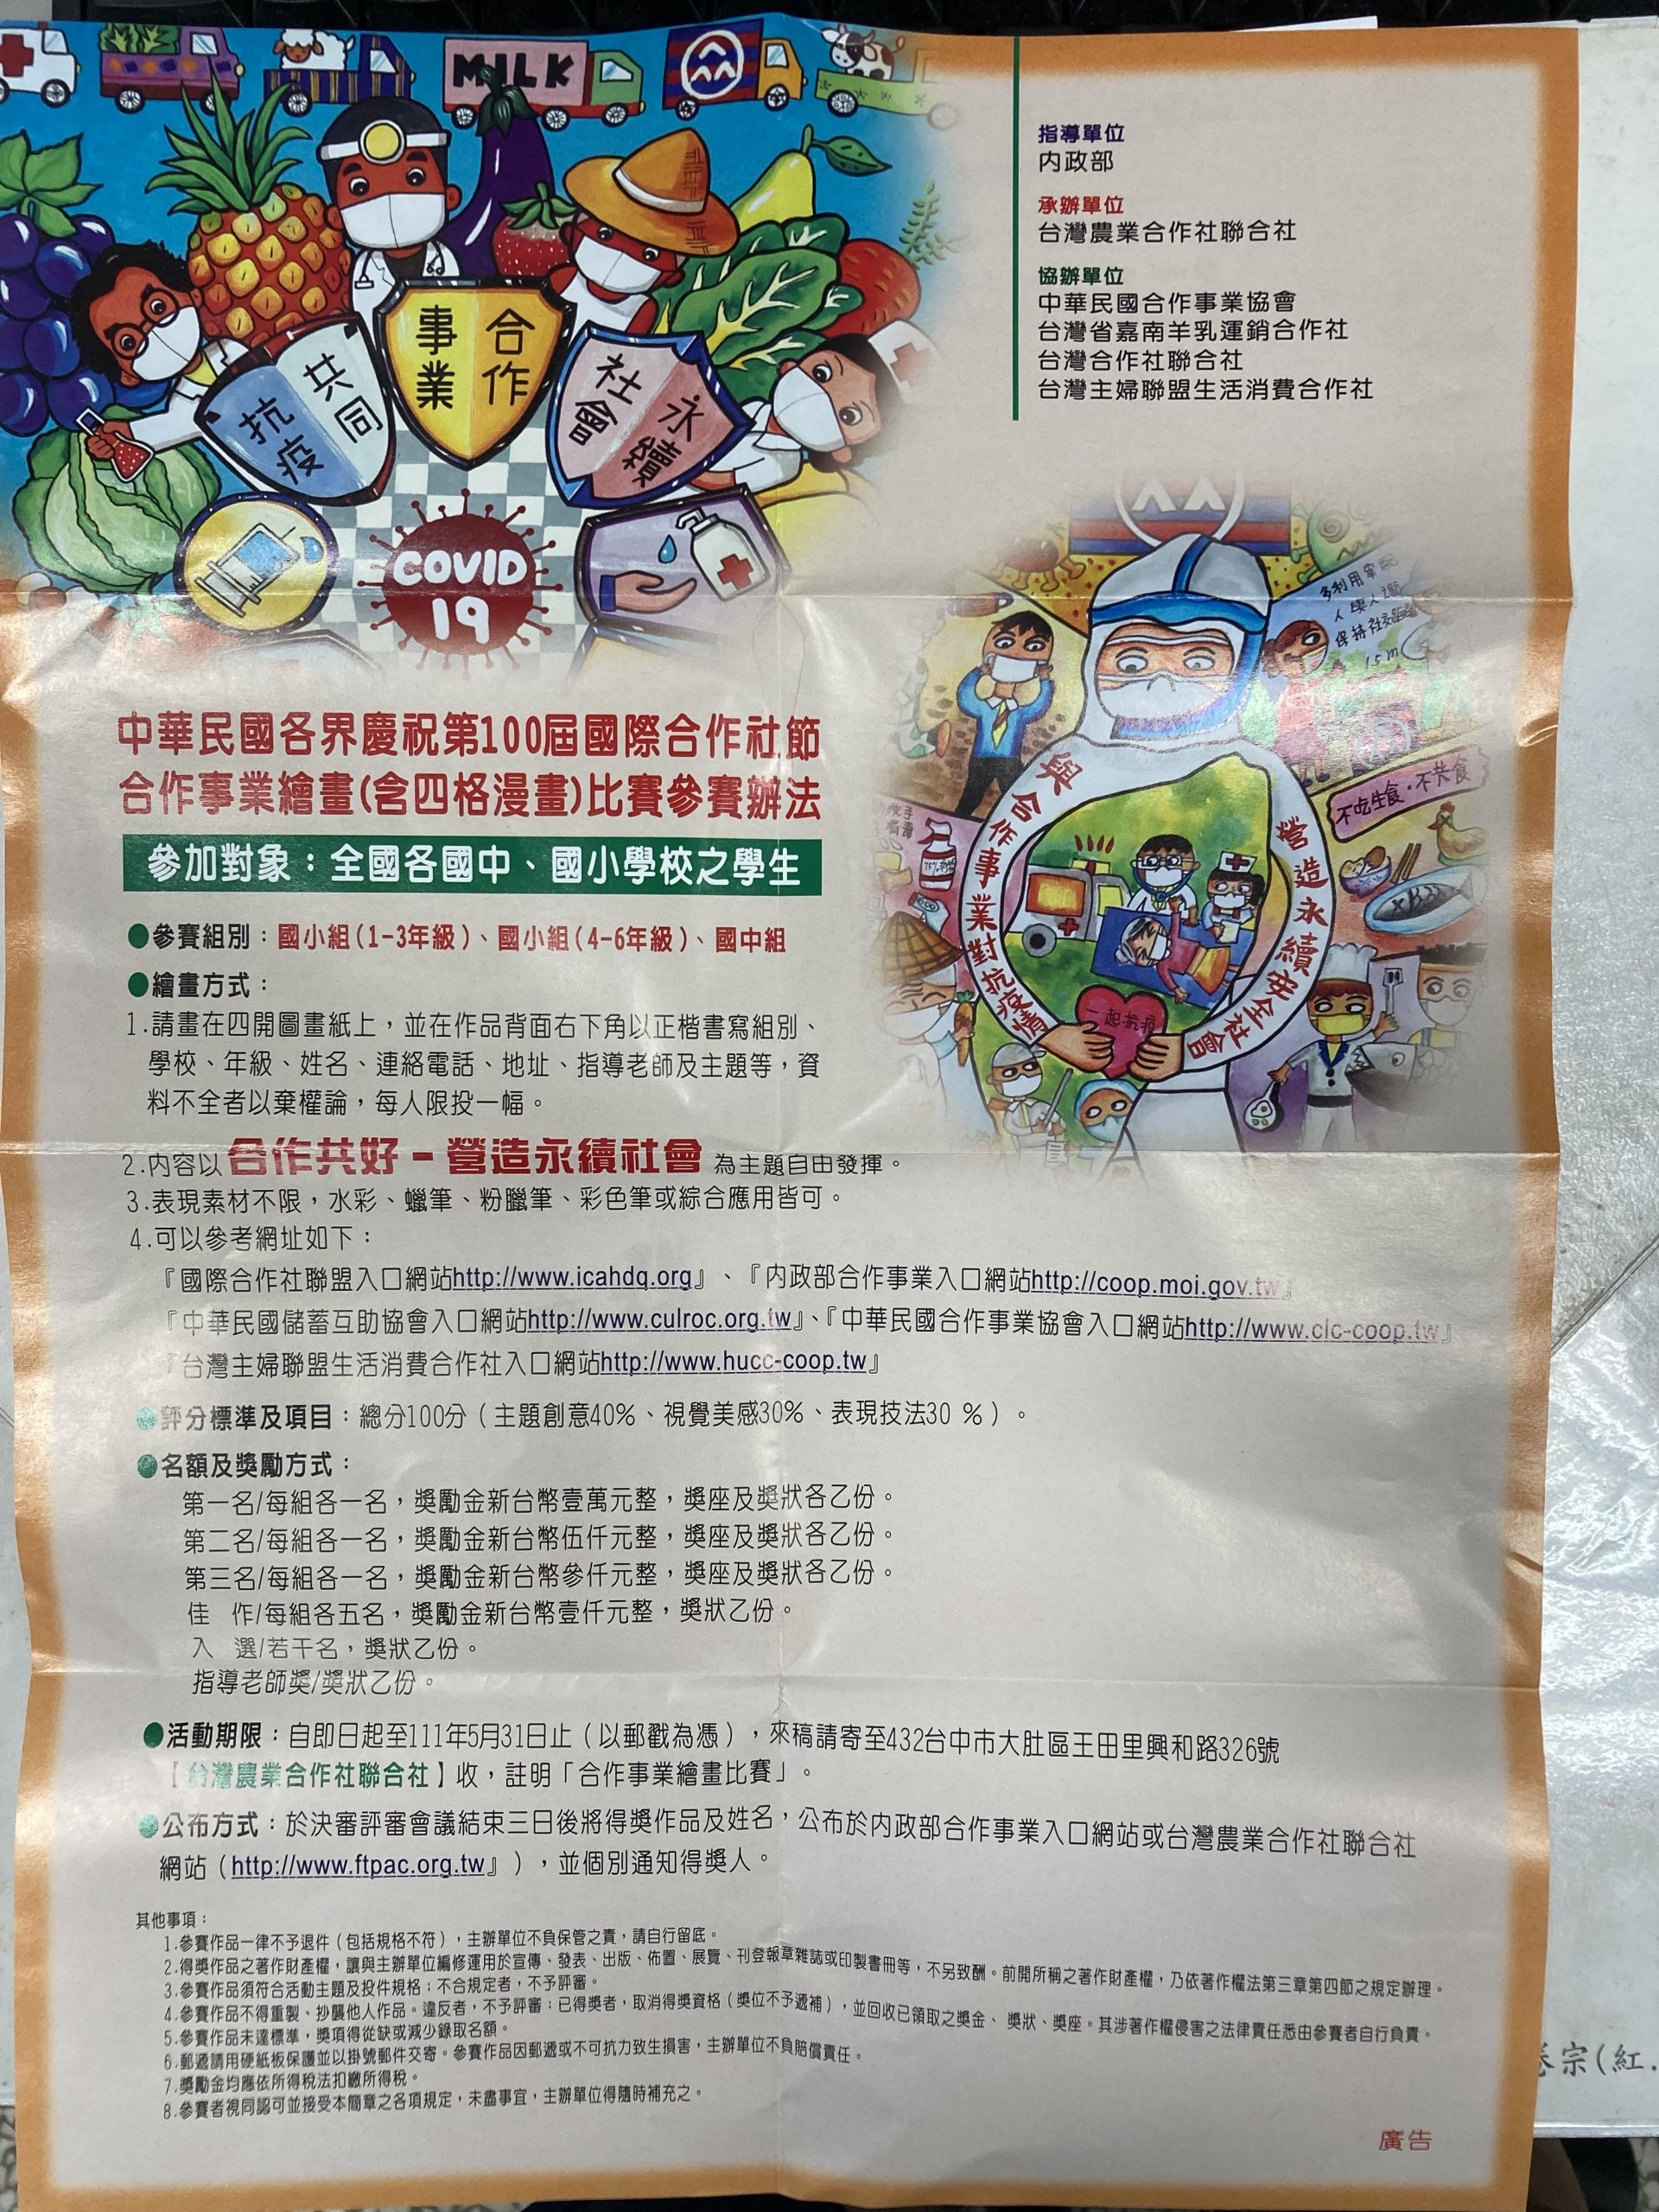 MILK
合作
事業
共同
抗疫
永續
社會
COVID
19
指導單位
內政部
承辦單位
台灣農業合作社聯合社
協辦單位
中華民國合作事業協會
台灣省嘉南羊乳運銷合作社
台灣合作社聯合社
台灣主婦聯盟生活消費合作社
人與人
保持社交距離
1.5m
不吃生食·不共食
75%
與合作事業對抗疫情
營造永續安全社會
一起抗疫
中華民國各界慶祝第100屆國際合作社節
合作事業繪畫(含四格漫畫)比賽參賽辦法
參加對象：全國各國中、國小學校之學生
●參賽組別：國小組(1-3年級)、國小組(4-6年級)、國中組
●繪畫方式：
1.請畫在四開圖畫紙上，並在作品背面右下角以正楷書寫組別、
學校、年級、姓名、連絡電話、地址、指導老師及主題等，資
料不全者以棄權論，每人限投一幅。
2.內容以 合作共好－營造永續社會 為主題自由發揮。
3.表現素材不限，水彩、蠟筆、粉臘筆、彩色筆或綜合應用皆可。
4.可以參考網址如下：
『國際合作社聯盟入口網站http://www.icahdq.org』、『內政部合作事業入口網站http://coop.moi.gov.tw』
『中華民國儲蓄互助協會入口網站http://www.culroc.org.tw』、『中華民國合作事業協會入口網站http://www.clc-coop.tw』
『台灣主婦聯盟生活消費合作社入口網站http://www.hucc-coop.tw』
●評分標準及項目：總分100分（主題創意40%、視覺美感30%、表現技法30 %）。
●名額及獎勵方式：
第一名/每組各一名，獎勵金新台幣壹萬元整，獎座及獎狀各乙份。
第二名/每組各一名，獎勵金新台幣伍仟元整，獎座及獎狀各乙份。
第三名/每組各一名，獎勵金新台幣參仟元整，獎座及獎狀各乙份。
佳　作/每組各五名，獎勵金新台幣壹仟元整，獎狀乙份。
入　選/若干名，獎狀乙份。
指導老師獎/獎狀乙份。
●活動期限：自即日起至111年5月31日止（以郵戳為憑），來稿請寄至432台中市大肚區王田里興和路326號
【台灣農業合作社聯合社】收，註明「合作事業繪畫比賽」。
●公布方式：於決審評審會議結束三日後將得獎作品及姓名，公布於內政部合作事業入口網站或台灣農業合作社聯合社
網站（http://www.ftpac.org.tw』），並個別通知得獎人。
其他事項：
1.參賽作品一律不予退件（包括規格不符），主辦單位不負保管之責，請自行留底。
2.得獎作品之著作財產權，讓與主辦單位編修運用於宣傳、發表、出版、佈置、展覽、刊登報章雜誌或印製書冊等，不另致酬。前開所稱之著作財產權，乃依著作權法第三章第四節之規定辦理。
3.參賽作品須符合活動主題及投件規格；不合規定者，不予評審。
4.參賽作品不得重製、抄襲他人作品。違反者，不予評審；已得獎者，取消得獎資格（獎位不予遞補），並回收已領取之獎金、獎狀、獎座。其涉著作權侵害之法律責任悉由參賽者自行負責。
5.參賽作品未達標準，獎項得從缺或減少錄取名額。
6.郵遞請用硬紙板保護並以掛號郵件交寄。參賽作品因郵遞或不可抗力致生損害，主辦單位不負賠償責任。
7.獎勵金均應依所得稅法扣繳所得稅。
8.參賽者視同認可並接受本簡章之各項規定，未盡事宜，主辦單位得隨時補充之。
廣告
宗(紅.